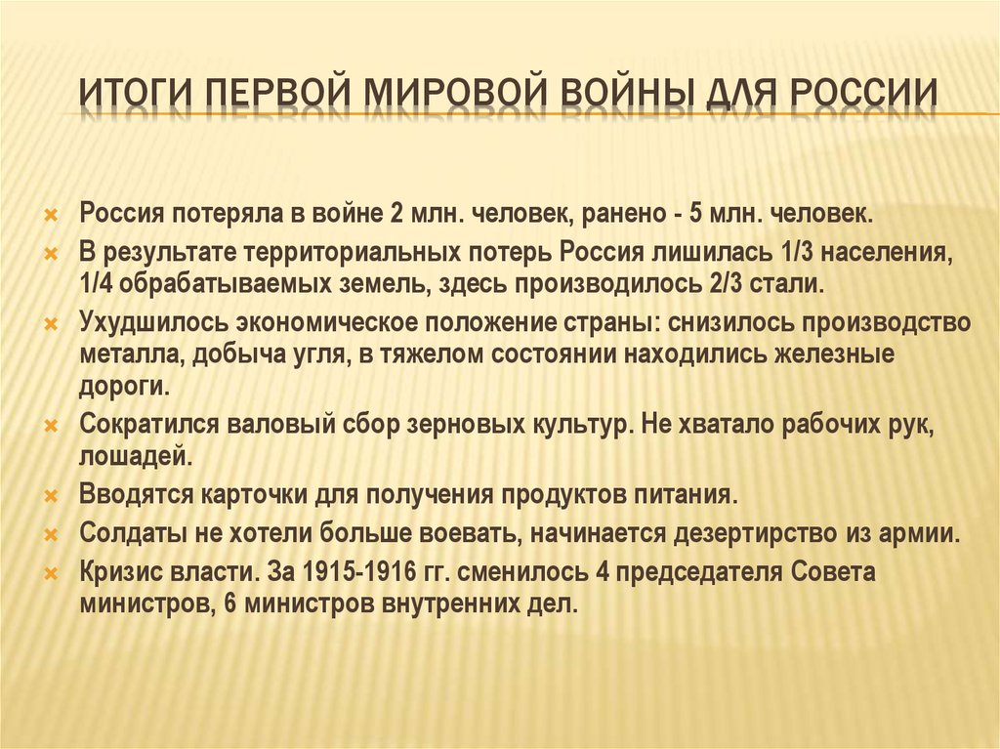 ИТОГИ ПЕРВОЙ МИРОВОЙ ВОЙНЫ ДЛЯ РОССИИ
Россия потеряла в войне 2 млн. человек, ранено - 5 млн. человек.
В результате территориальных потерь Россия лишилась 1/3 населения,
1/4 обрабатываемых земель, здесь производилось 2/3 стали.
Ухудшилось экономическое положение страны: снизилось производство
металла, добыча угля, в тяжелом состоянии находились железные
дороги.
Сократился валовый сбор зерновых культур. Не хватало рабочих рук,
лошадей.
Вводятся карточки для получения продуктов питания.
Солдаты не хотели больше воевать, начинается дезертирство из армии.
Кризис власти. За 1915-1916 гг. сменилось 4 председателя Совета
министров, 6 министров внутренних дел.